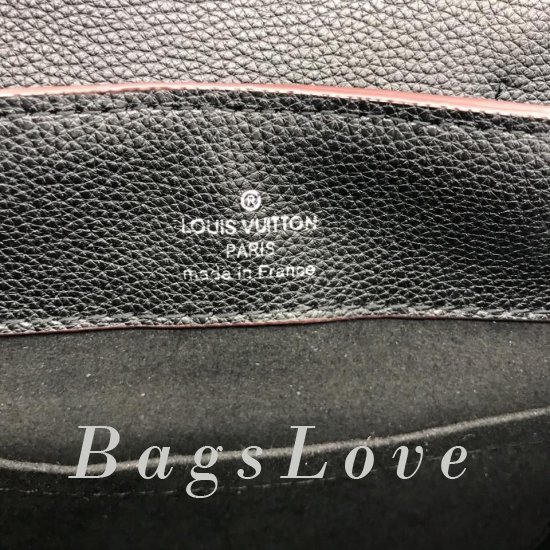 ®
LOUIS VUITTON
PARIS
made in France
BagsLove